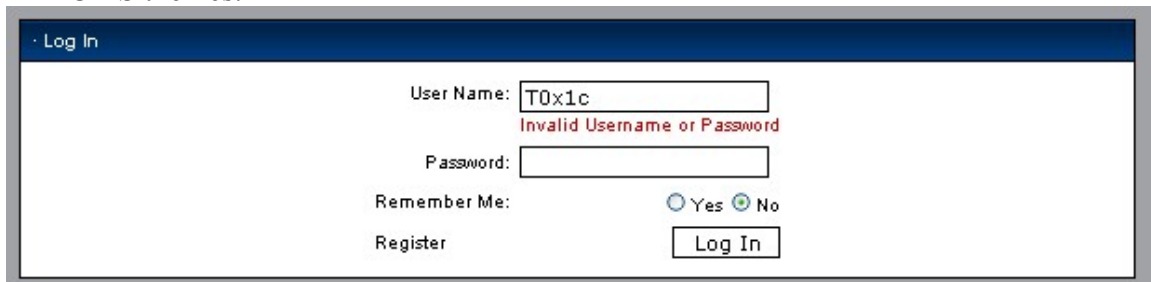 · Log In
User Name: T0x1c
Invalid Username or Password
Password:
Remember Me: Yes No
Register Log In